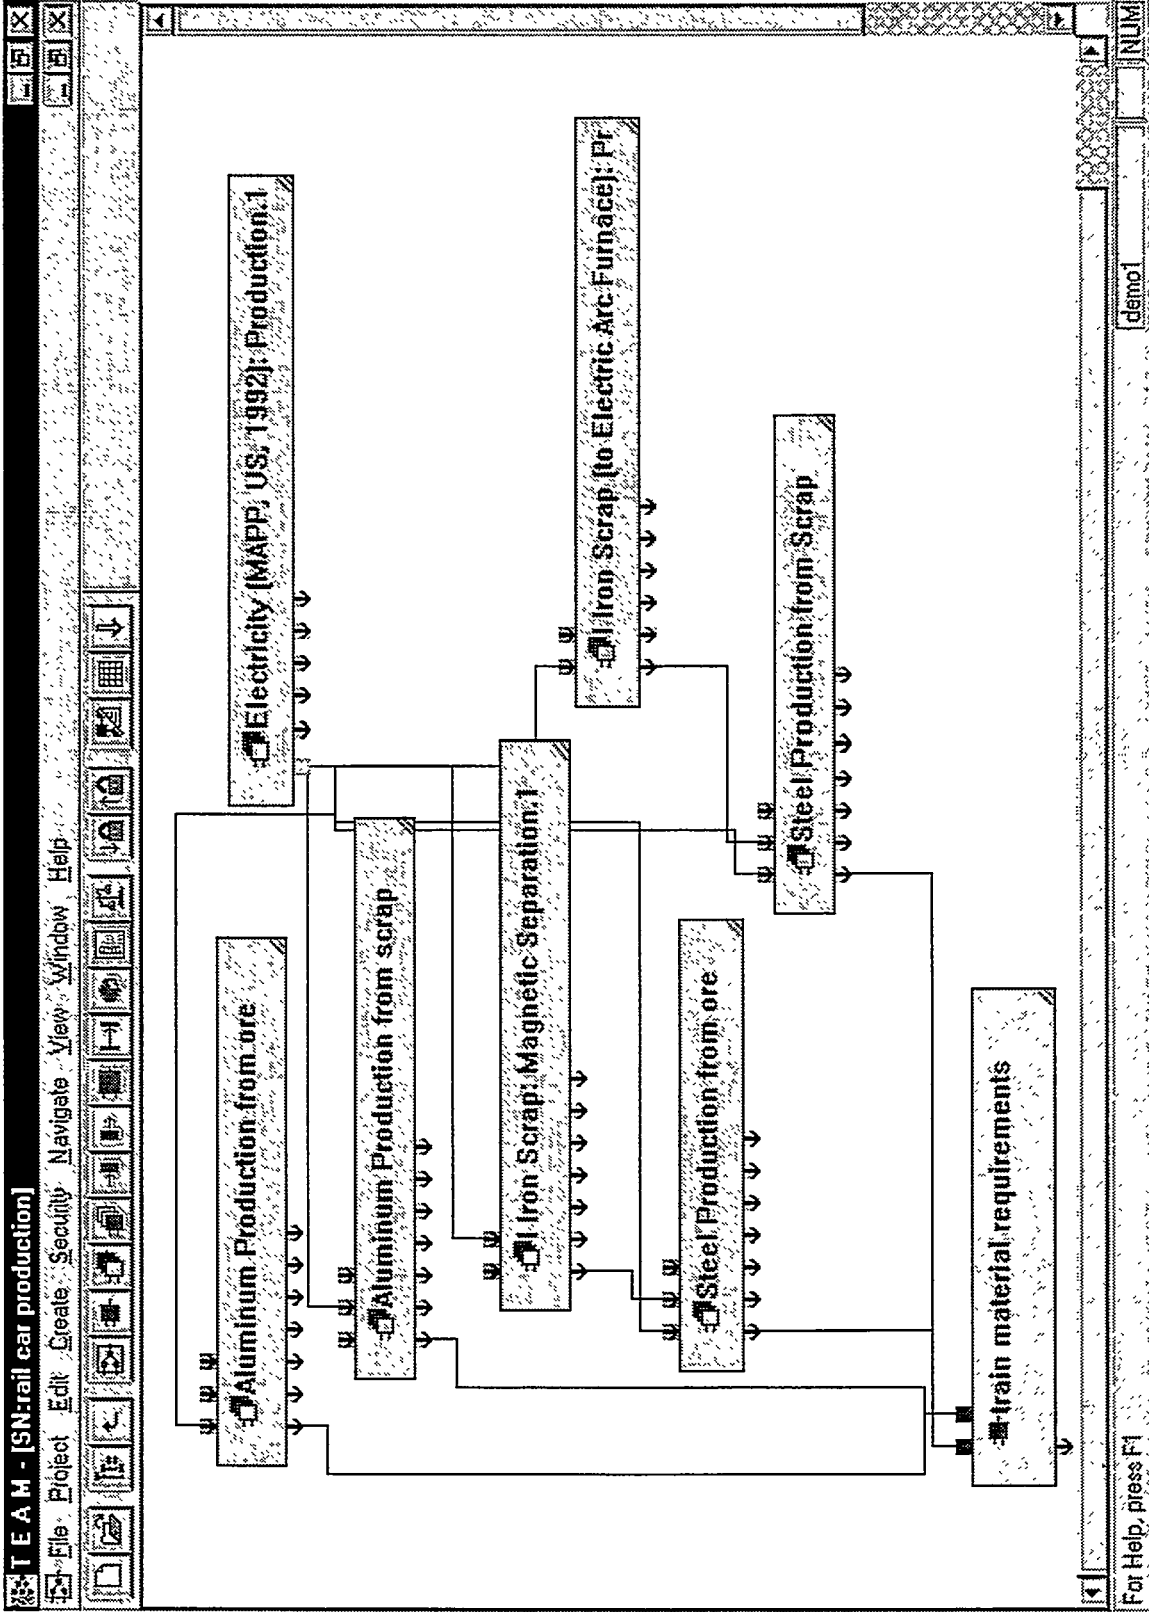 T E A M - [SN:rail car production]
File Project Edit Create Security Navigate View Window Help
Electricity (MAPP, US, 1992): Production.1
Aluminum Production from ore
Aluminum Production from scrap
Iron Scrap: Magnetic Separation.1
Iron Scrap (to Electric Arc Furnace): Pr
Steel Production from ore
Steel Production from Scrap
train material requirements
For Help, press F1
demo1
NUM